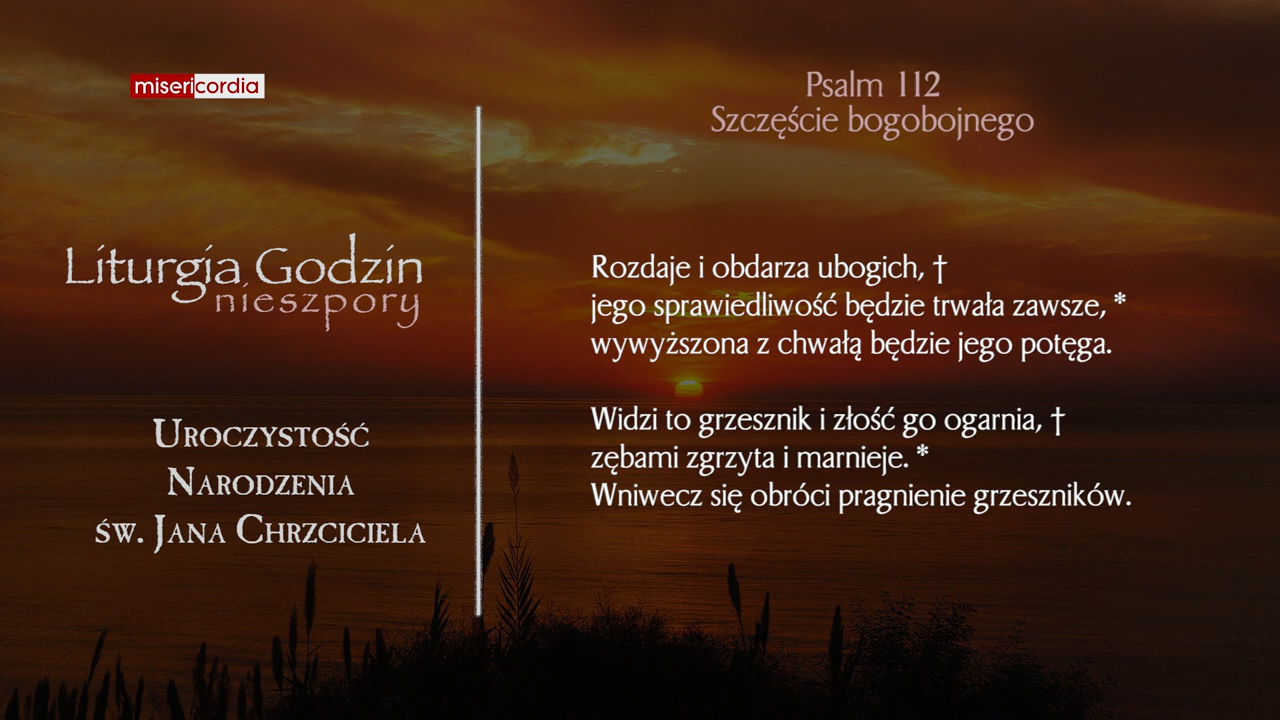 misericordia
Liturgia Godzin
nieszpory
Uroczystość
Narodzenia
św. Jana Chrzciciela
Psalm 112
Szczęście bogobojnego
Rozdaje i obdarza ubogich, †
jego sprawiedliwość będzie trwała zawsze, *
wywyższona z chwałą będzie jego potęga.
Widzi to grzesznik i złość go ogarnia, †
zębami zgrzyta i marnieje. *
Wniwecz się obróci pragnienie grzeszników.